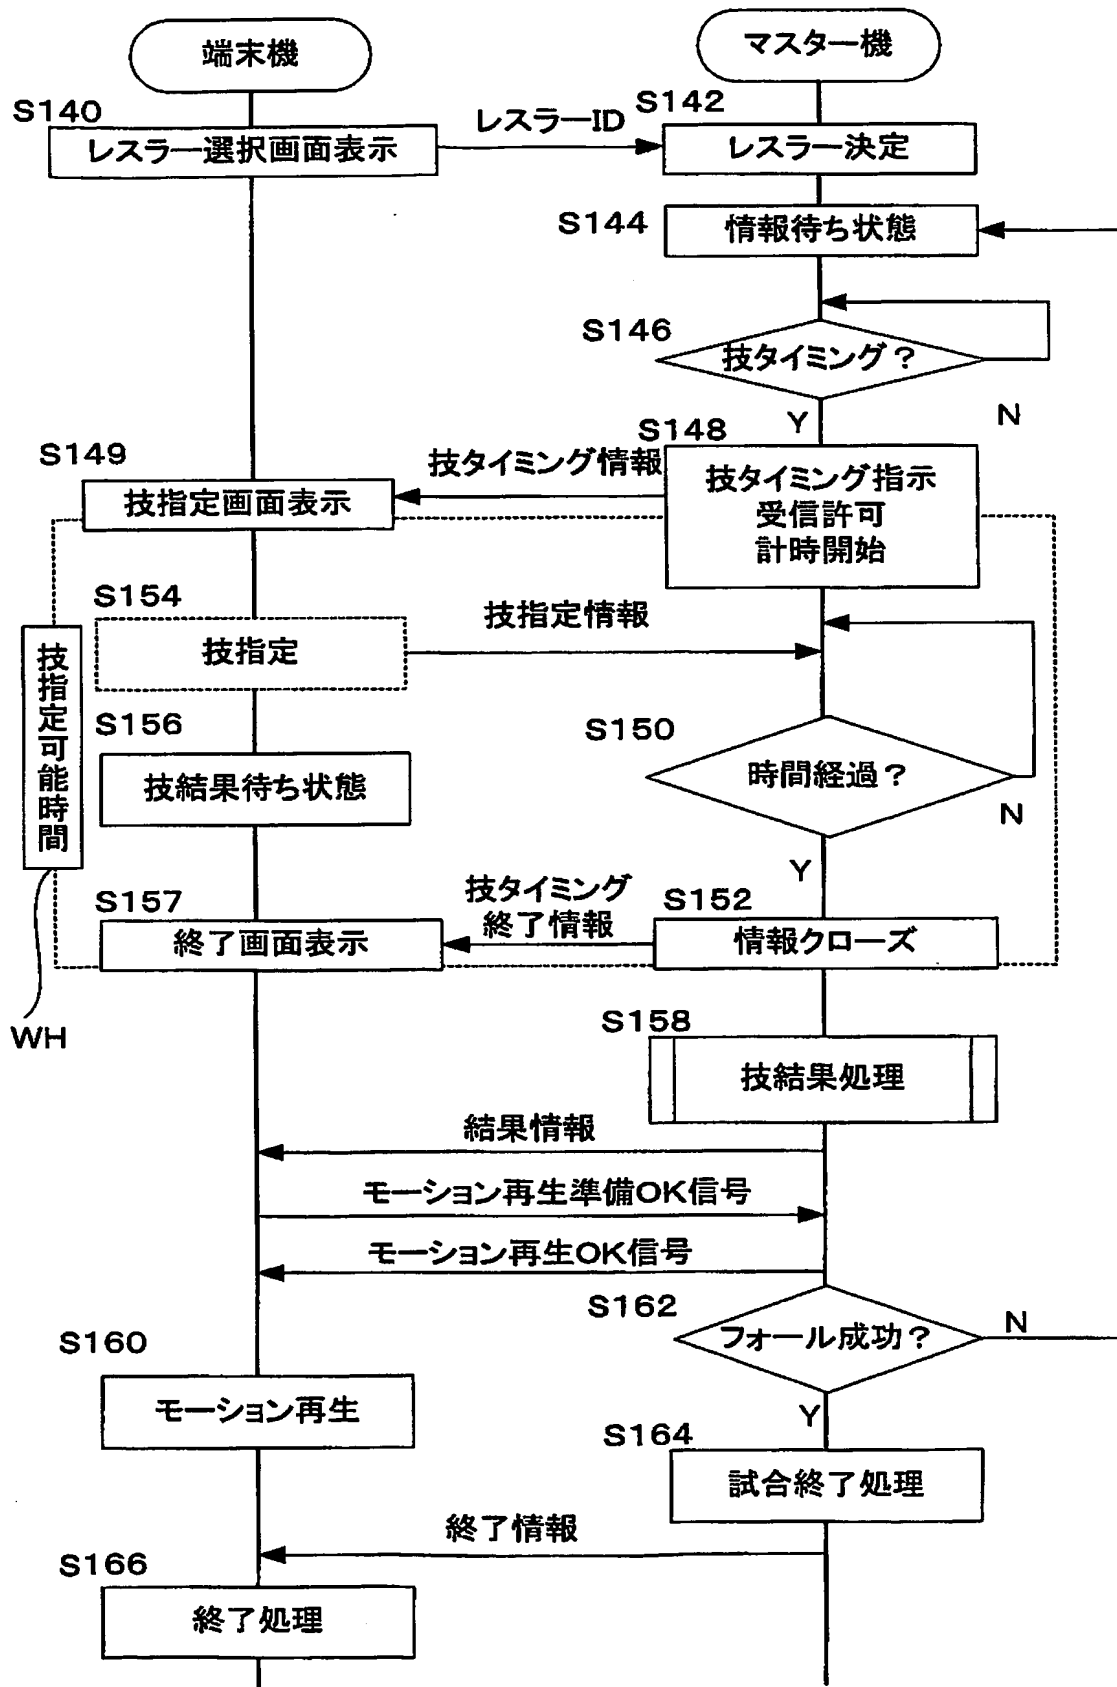 端末機
マスター機
S140
レスラー選択画面表示
レスラーID
S142
レスラー決定
S144
情報待ち状態
S146
技タイミング？
Y
N
S148
技タイミング指示
受信許可
計時開始
技タイミング情報
S149
技指定画面表示
S154
技指定
技指定情報
技指定可能時間
S156
技結果待ち状態
S150
時間経過？
N
Y
S157
終了画面表示
技タイミング
終了情報
S152
情報クローズ
WH
S158
技結果処理
結果情報
モーション再生準備OK信号
モーション再生OK信号
S162
フォール成功？
N
Y
S160
モーション再生
S164
試合終了処理
終了情報
S166
終了処理